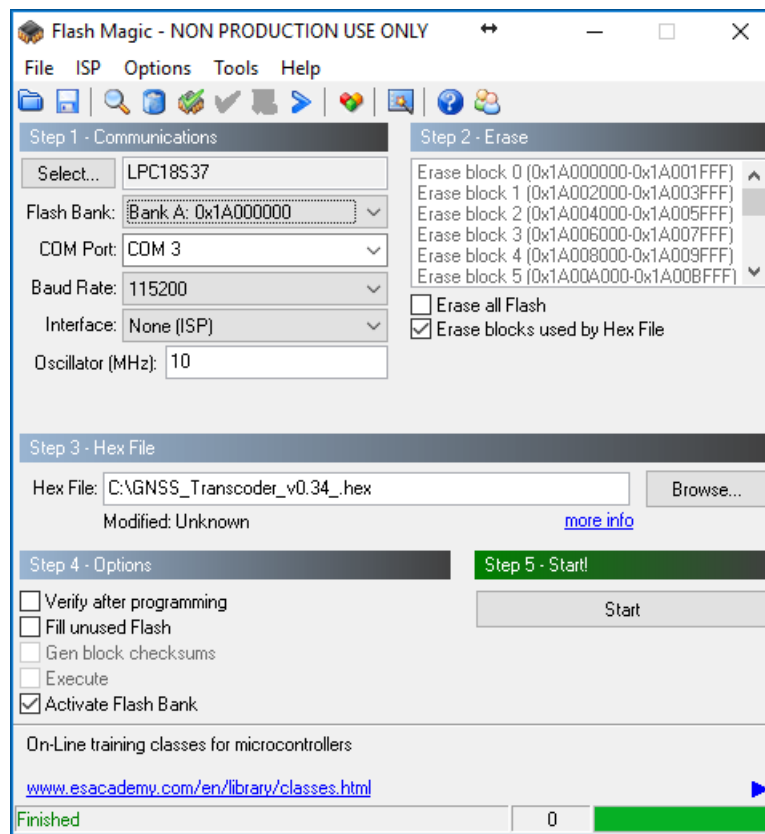 Flash Magic - NON PRODUCTION USE ONLY
File ISP Options Tools Help
Step 1 - Communications
Select... LPC18S37
Flash Bank: Bank A: 0x1A000000
COM Port: COM 3
Baud Rate: 115200
Interface: None (ISP)
Oscillator (MHz): 10
Step 2 - Erase
Erase block 0 (0x1A000000-0x1A001FFF)
Erase block 1 (0x1A002000-0x1A003FFF)
Erase block 2 (0x1A004000-0x1A005FFF)
Erase block 3 (0x1A006000-0x1A007FFF)
Erase block 4 (0x1A008000-0x1A009FFF)
Erase block 5 (0x1A00A000-0x1A00BFFF)
Erase all Flash
Erase blocks used by Hex File
Step 3 - Hex File
Hex File: C:\GNSS_Transcoder_v0.34_.hex Browse...
Modified: Unknown more info
Step 4 - Options
Verify after programming
Fill unused Flash
Gen block checksums
Execute
Activate Flash Bank
Step 5 - Start!
Start
On-Line training classes for microcontrollers
www.esacademy.com/en/library/classes.html
Finished 0